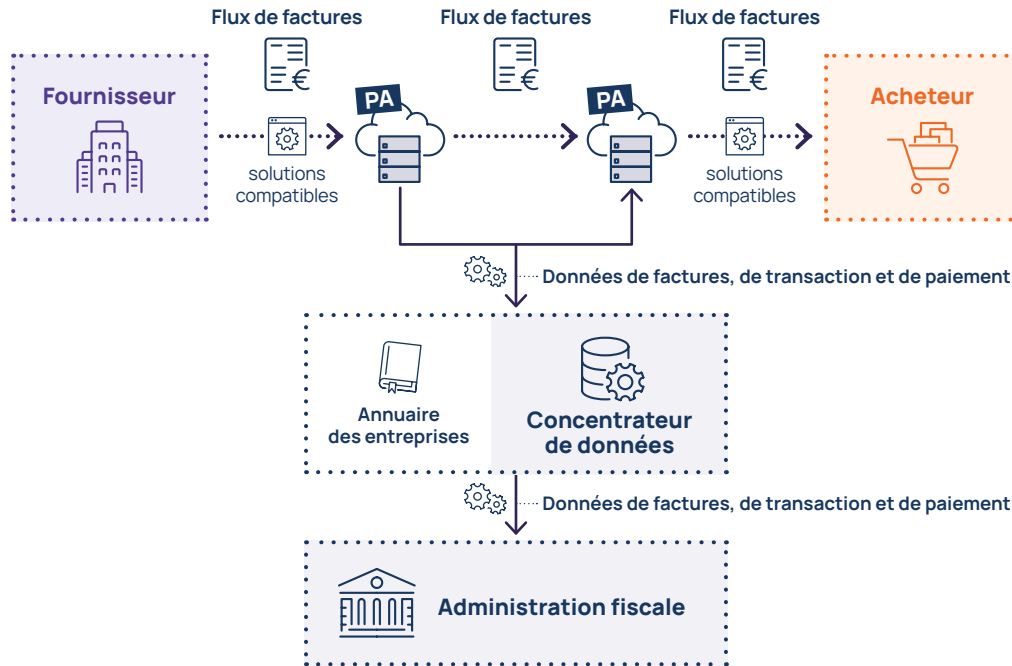 Flux de factures
Flux de factures
Flux de factures
Fournisseur
PA
PA
Acheteur
€
€
€
solutions
compatibles
solutions
compatibles
Données de factures, de transaction et de paiement
Annuaire
des entreprises
Concentrateur
de données
Données de factures, de transaction et de paiement
Administration fiscale